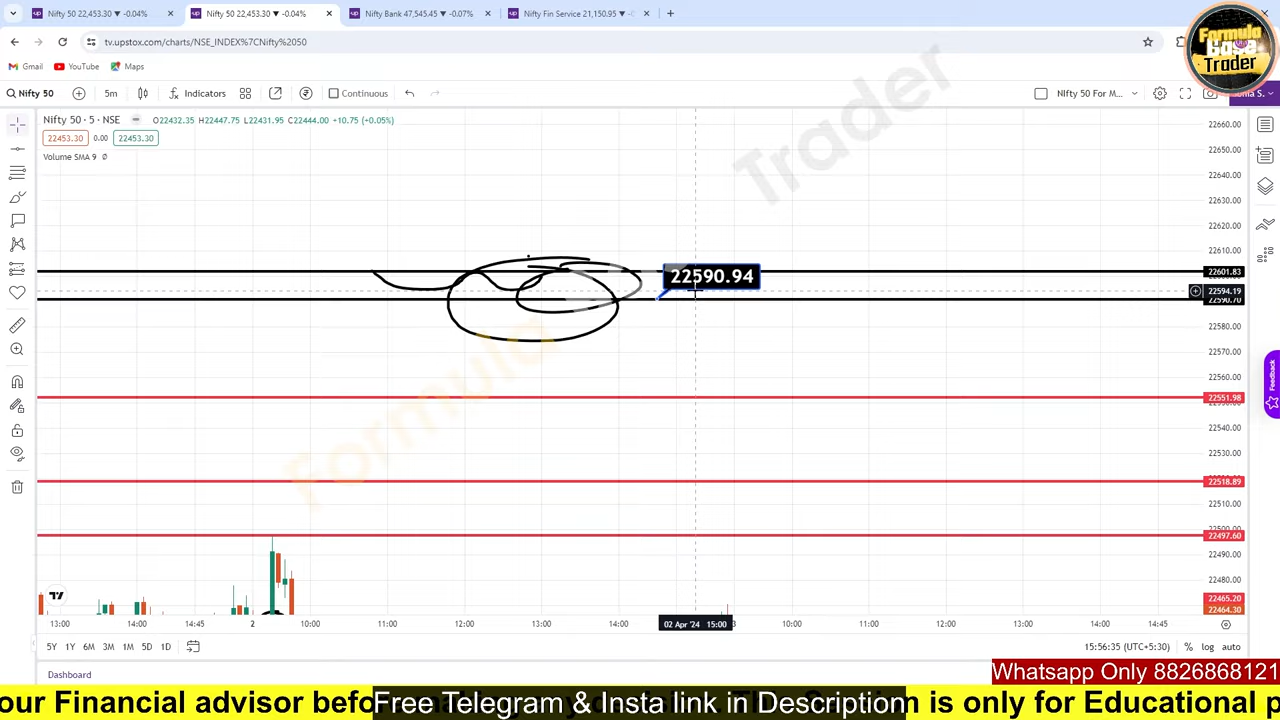 Nifty 50 22,453.30 ▼ -0.04%
Nifty 50 22,453.30 ▼ -0.04%
Nifty Bank 47,545.45 ▼ -0.07
Nifty Fin Service 21,150.95 ▼ -0
tv.upstox.com/charts/NSE_INDEX%7CNifty%2050
Gmail
YouTube
Maps
Formula
base
Trader
Nifty 50
5m
Indicators
Continuous
NIfty 50 For M...
Sonia S.
Nifty 50 · 5 · NSE
O22432.35 H22447.75 L22431.95 C22444.00 +10.75 (+0.05%)
22453.30 0.00 22453.30
Volume SMA 9
Formula
Trader
22590.94
22660.00
22650.00
22640.00
22630.00
22620.00
22610.00
22601.83
22594.19
22590.70
22580.00
22570.00
22560.00
22551.98
22540.00
22530.00
22518.89
22510.00
22500.00
22497.60
22490.00
22480.00
22465.20
22464.30
Feedback
13:00 14:00 14:45 2 10:00 11:00 12:00 13:00 14:00 02 Apr '24 15:00 3 10:00 11:00 12:00 13:00 14:00 14:45
5Y 1Y 6M 3M 1M 5D 1D
15:56:35 (UTC+5:30) % log auto
Dashboard
Whatsapp Only 8826868121
our Financial advisor befo
Free Telegram & Insta link in Description
n is only for Educational p